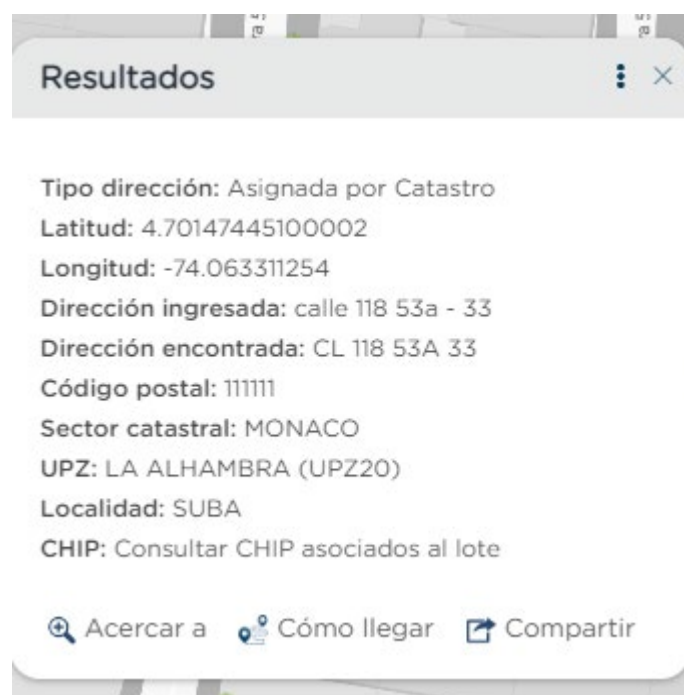 Resultados
Tipo dirección: Asignada por Catastro
Latitud: 4.70147445100002
Longitud: -74.063311254
Dirección ingresada: calle 118 53a - 33
Dirección encontrada: CL 118 53A 33
Código postal: 111111
Sector catastral: MONACO
UPZ: LA ALHAMBRA (UPZ20)
Localidad: SUBA
CHIP: Consultar CHIP asociados al lote
Acercar a Cómo llegar Compartir